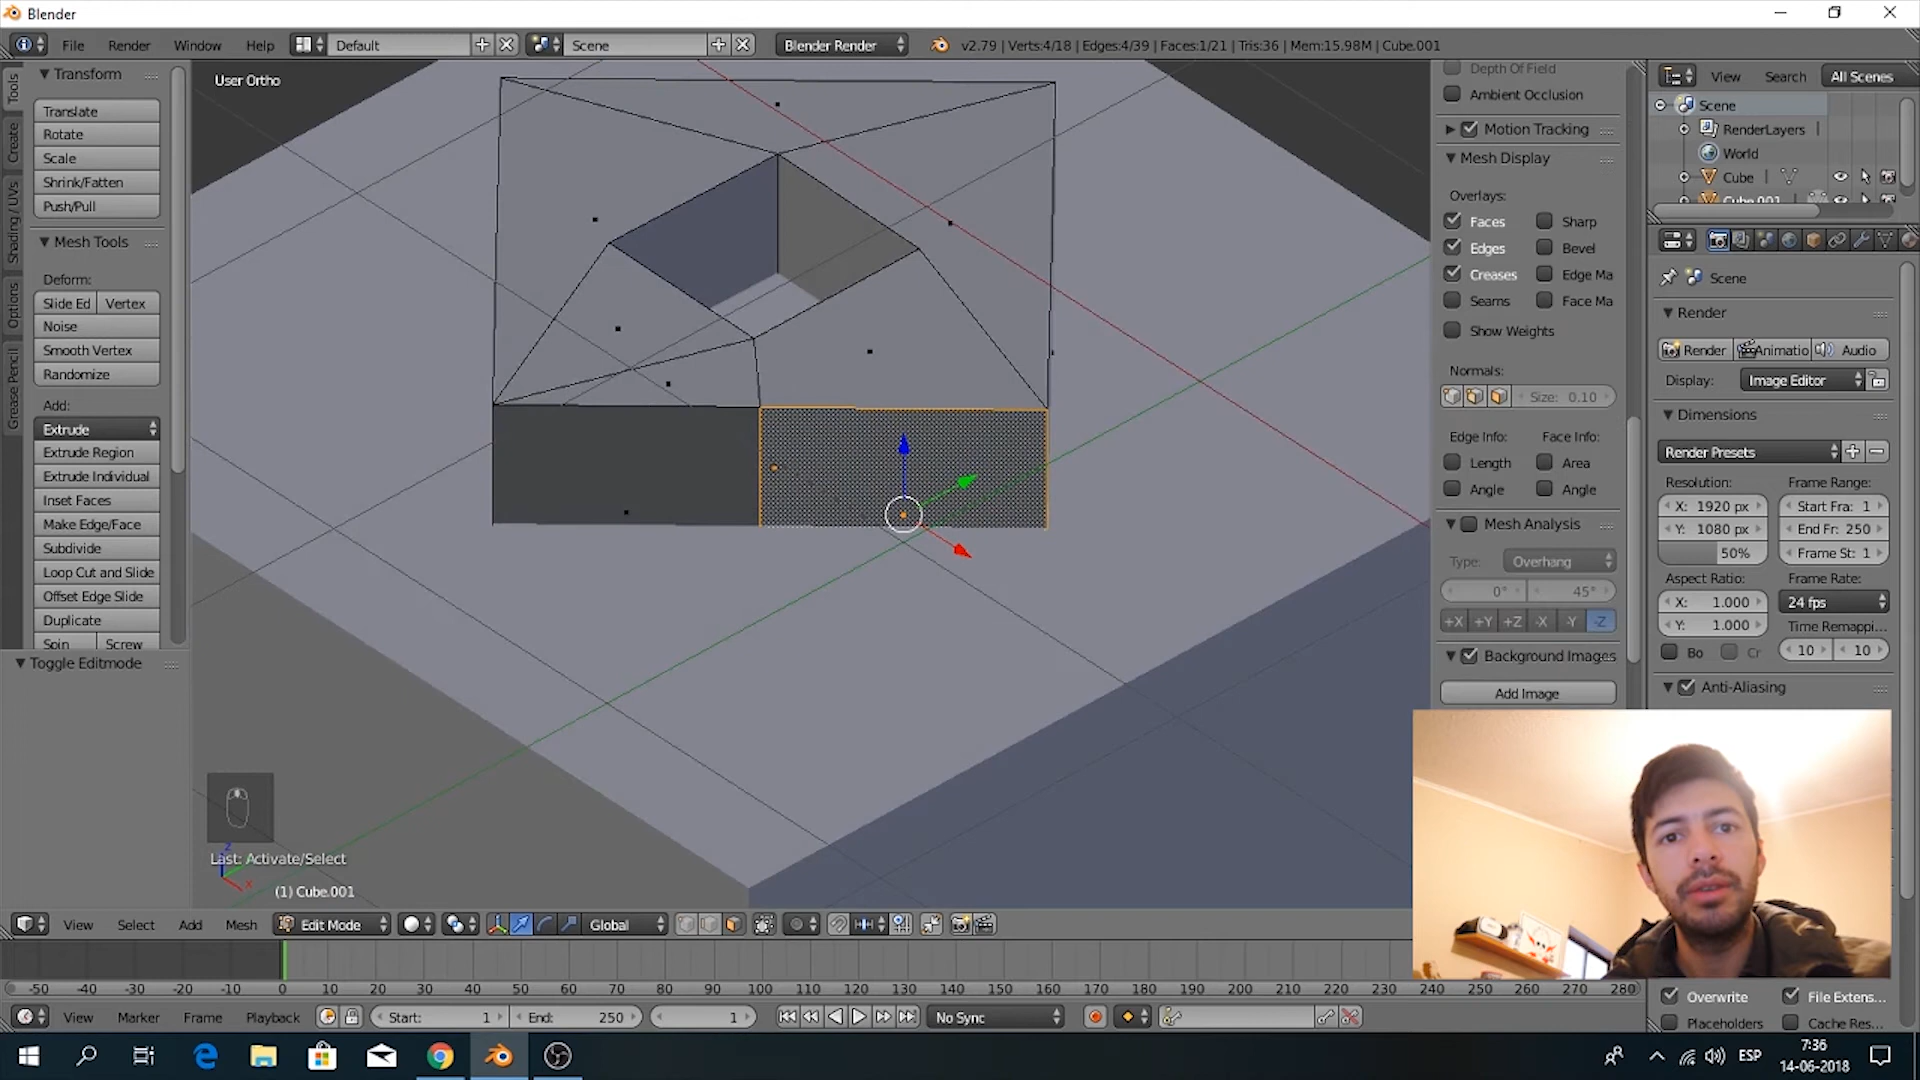 Blender
File Render Window Help Default Scene Blender Render v2.79 | Verts:4/18 | Edges:4/39 | Faces:1/21 | Tris:36 | Mem:15.98M | Cube.001
Tools
Create
Shading / UVs
Options
Grease Pencil
Transform
Translate
Rotate
Scale
Shrink/Fatten
Push/Pull
Mesh Tools
Deform:
Slide Ed Vertex
Noise
Smooth Vertex
Randomize
Add:
Extrude
Extrude Region
Extrude Individual
Inset Faces
Make Edge/Face
Subdivide
Loop Cut and Slide
Offset Edge Slide
Duplicate
Spin Screw
Toggle Editmode
User Ortho
Last: Activate/Select
z
x
(1) Cube.001
Depth Of Field
Ambient Occlusion
Motion Tracking
Mesh Display
Overlays:
Faces Sharp
Edges Bevel
Creases Edge Ma
Seams Face Ma
Show Weights
Normals:
Size: 0.10
Edge Info: Face Info:
Length Area
Angle Angle
Mesh Analysis
Type: Overhang
0° 45°
+X +Y +Z -X -Y -Z
Background Images
Add Image
View Search All Scenes
Scene
RenderLayers
World
Cube
Cube.001
Scene
Render
Render Animatio Audio
Display: Image Editor
Dimensions
Render Presets
Resolution: Frame Range:
X: 1920 px Start Fra: 1
Y: 1080 px End Fr: 250
50% Frame St: 1
Aspect Ratio: Frame Rate:
X: 1.000 24 fps
Y: 1.000 Time Remappi...
Bo Cr 10 10
Anti-Aliasing
Overwrite File Extens...
Placeholders Cache Res...
View Select Add Mesh Edit Mode Global
-50 -40 -30 -20 -10 0 10 20 30 40 50 60 70 80 90 100 110 120 130 140 150 160 170 180 190 200 210 220 230 240 250 260 270 280
View Marker Frame Playback Start: 1 End: 250 1 No Sync
ESP
7:36
14-06-2018